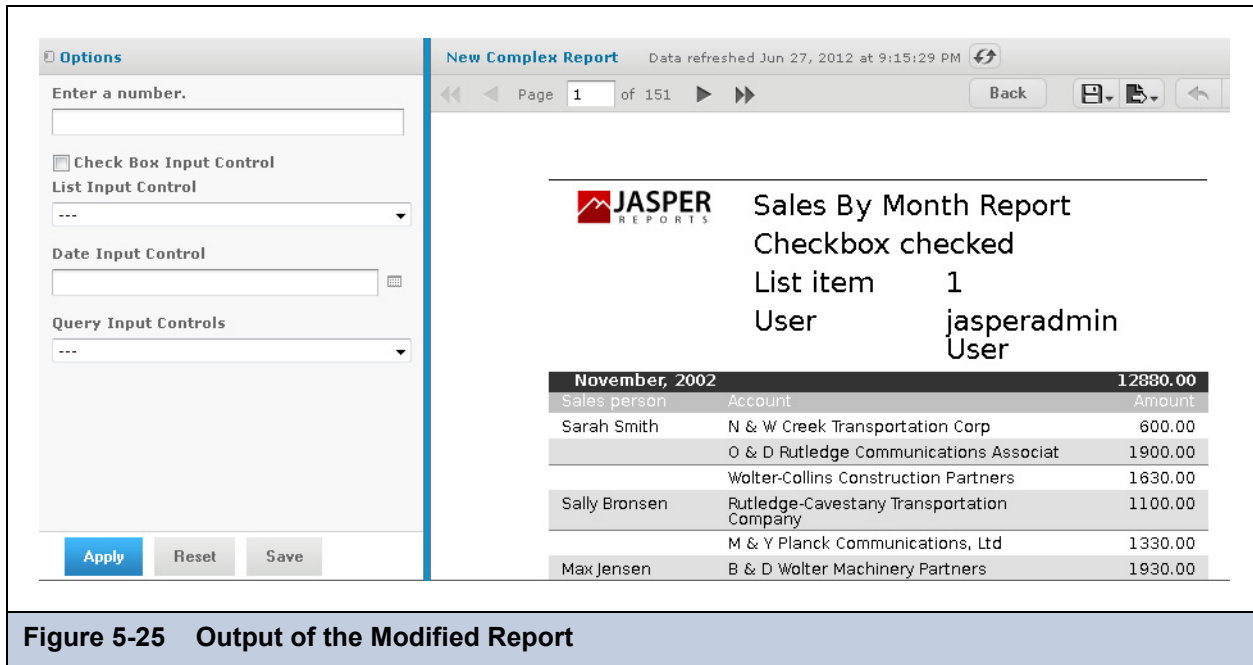 Options
Enter a number.
Check Box Input Control
List Input Control
---
Date Input Control
Query Input Controls
---
Apply Reset Save
New Complex Report Data refreshed Jun 27, 2012 at 9:15:29 PM
Page 1 of 151 Back
JASPER
REPORTS
Sales By Month Report
Checkbox checked
List item 1
User jasperadmin
User
November, 2002 12880.00
Sales person Account Amount
Sarah Smith N & W Creek Transportation Corp 600.00
O & D Rutledge Communications Associat 1900.00
Wolter-Collins Construction Partners 1630.00
Sally Bronsen Rutledge-Cavestany Transportation 1100.00
Company
M & Y Planck Communications, Ltd 1330.00
Max Jensen B & D Wolter Machinery Partners 1930.00
Figure 5-25 Output of the Modified Report